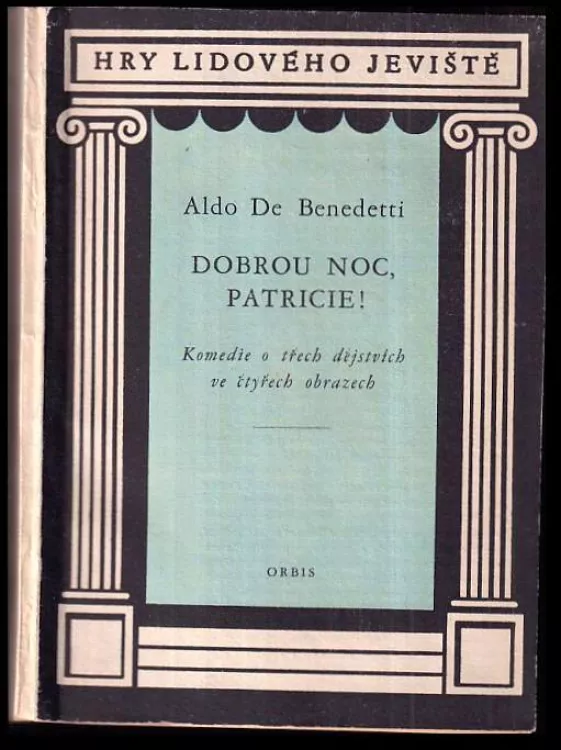 HRY LIDOVÉHO JEVIŠTĚ
Aldo De Benedetti
DOBROU NOC,
PATRICIE!
Komedie o třech dějstvích
ve čtyřech obrazech
ORBIS